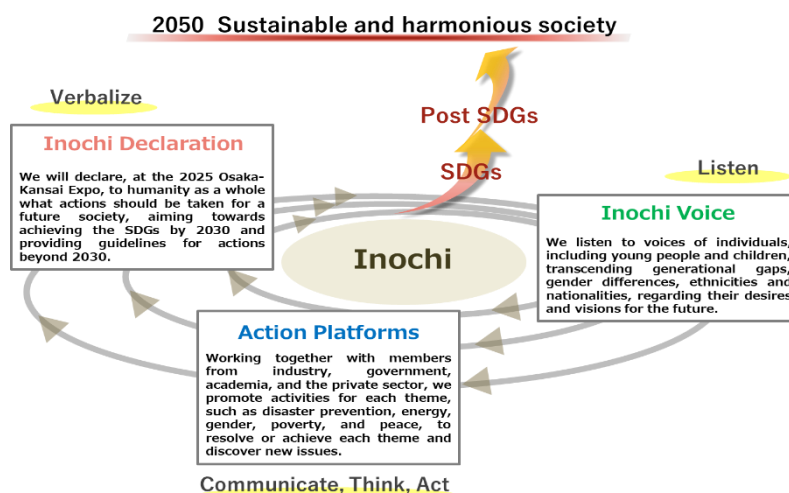 2050 Sustainable and harmonious society
Verbalize
Inochi Declaration
We will declare, at the 2025 Osaka-
Kansai Expo, to humanity as a whole
what actions should be taken for a
future society, aiming towards
achieving the SDGs by 2030 and
providing guidelines for actions
beyond 2030.
Post SDGs
SDGs
Listen
Inochi Voice
We listen to voices of individuals,
including young people and children,
transcending generational gaps,
gender differences, ethnicities and
nationalities, regarding their desires
and visions for the future.
Inochi
Action Platforms
Working together with members
from industry, government,
academia, and the private sector, we
promote activities for each theme,
such as disaster prevention, energy,
gender, poverty, and peace, to
resolve or achieve each theme and
discover new issues.
Communicate, Think, Act